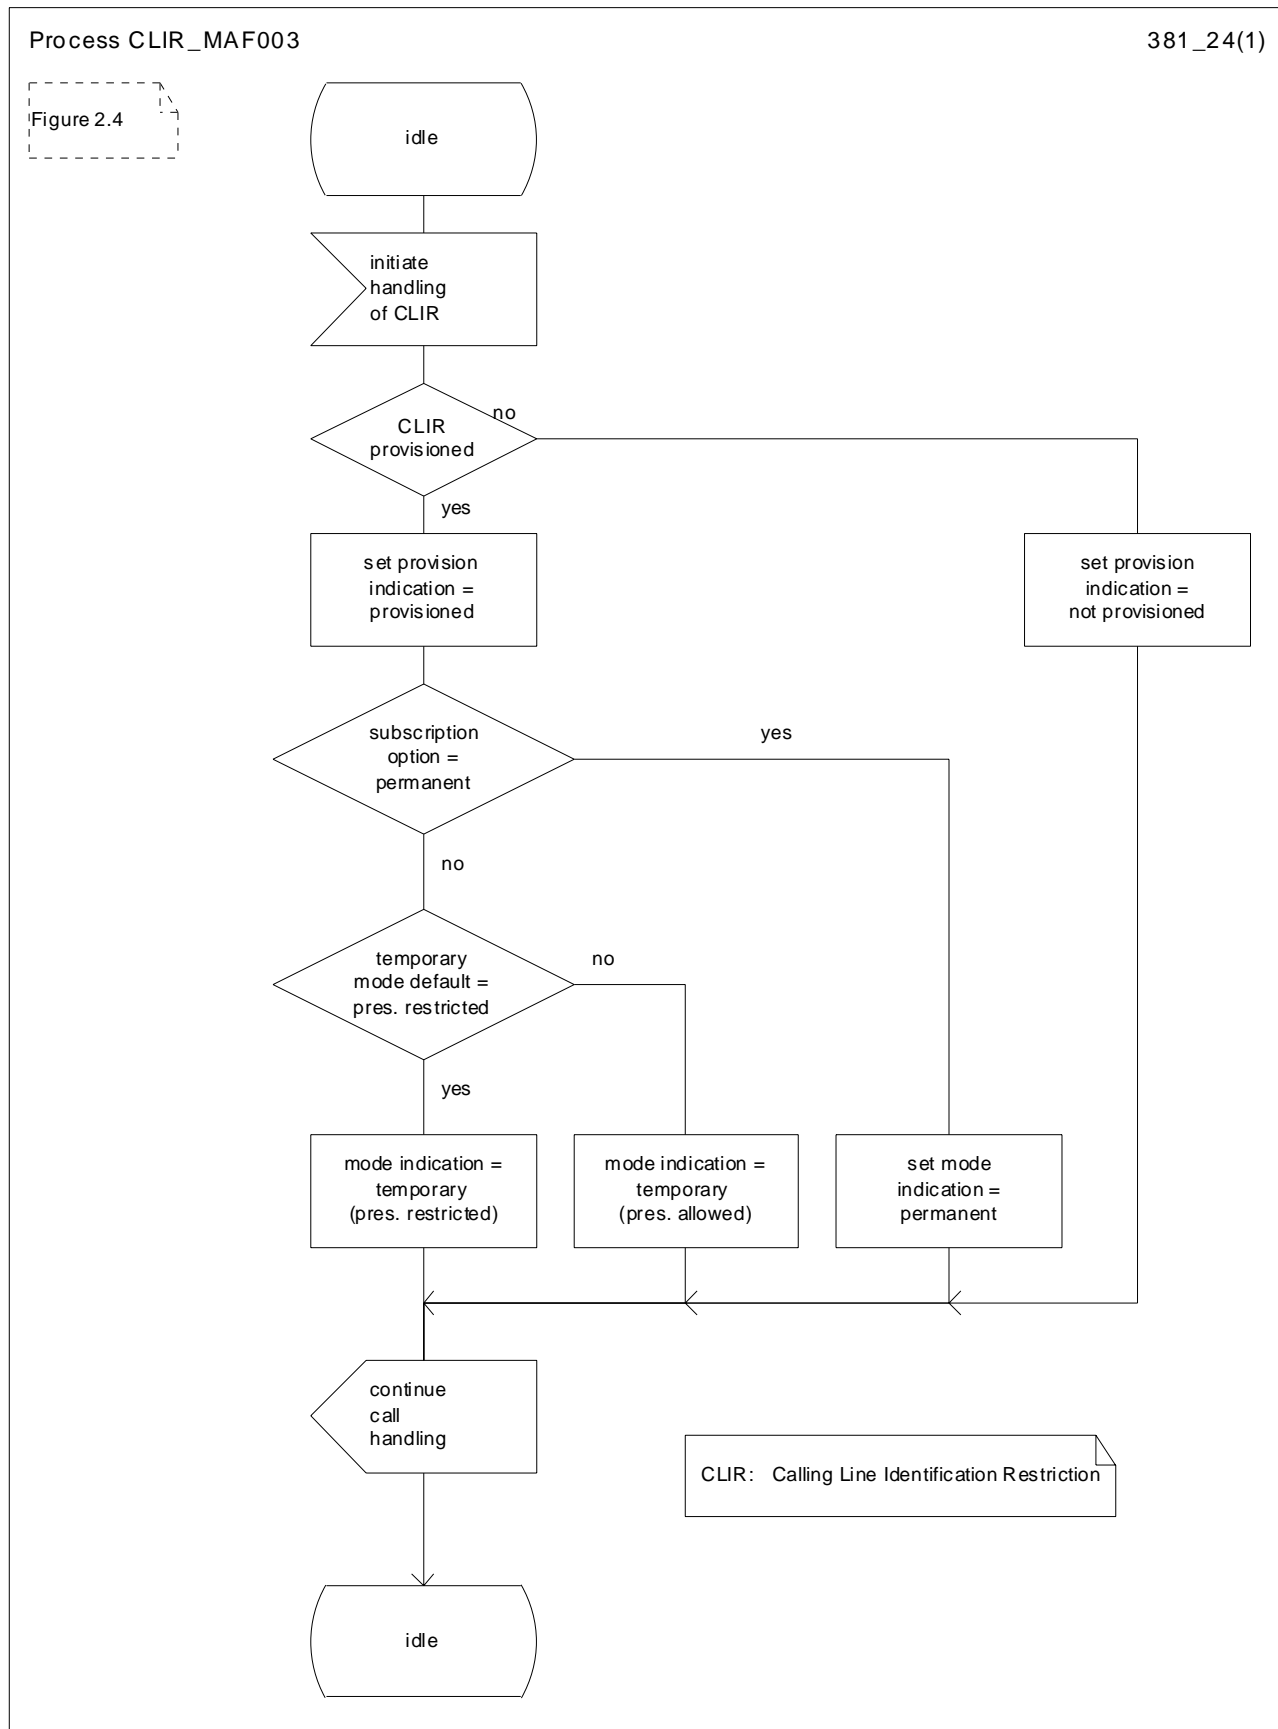 Process CLIR_MAF003
381_24(1)
Figure 2.4
idle
initiate
handling
of CLIR
CLIR
provisioned
no
yes
set provision
indication =
provisioned
set provision
indication =
not provisioned
subscription
option =
permanent
yes
no
temporary
mode default =
pres. restricted
no
yes
mode indication =
temporary
(pres. restricted)
mode indication =
temporary
(pres. allowed)
set mode
indication =
permanent
continue
call
handling
CLIR: Calling Line Identification Restriction
idle